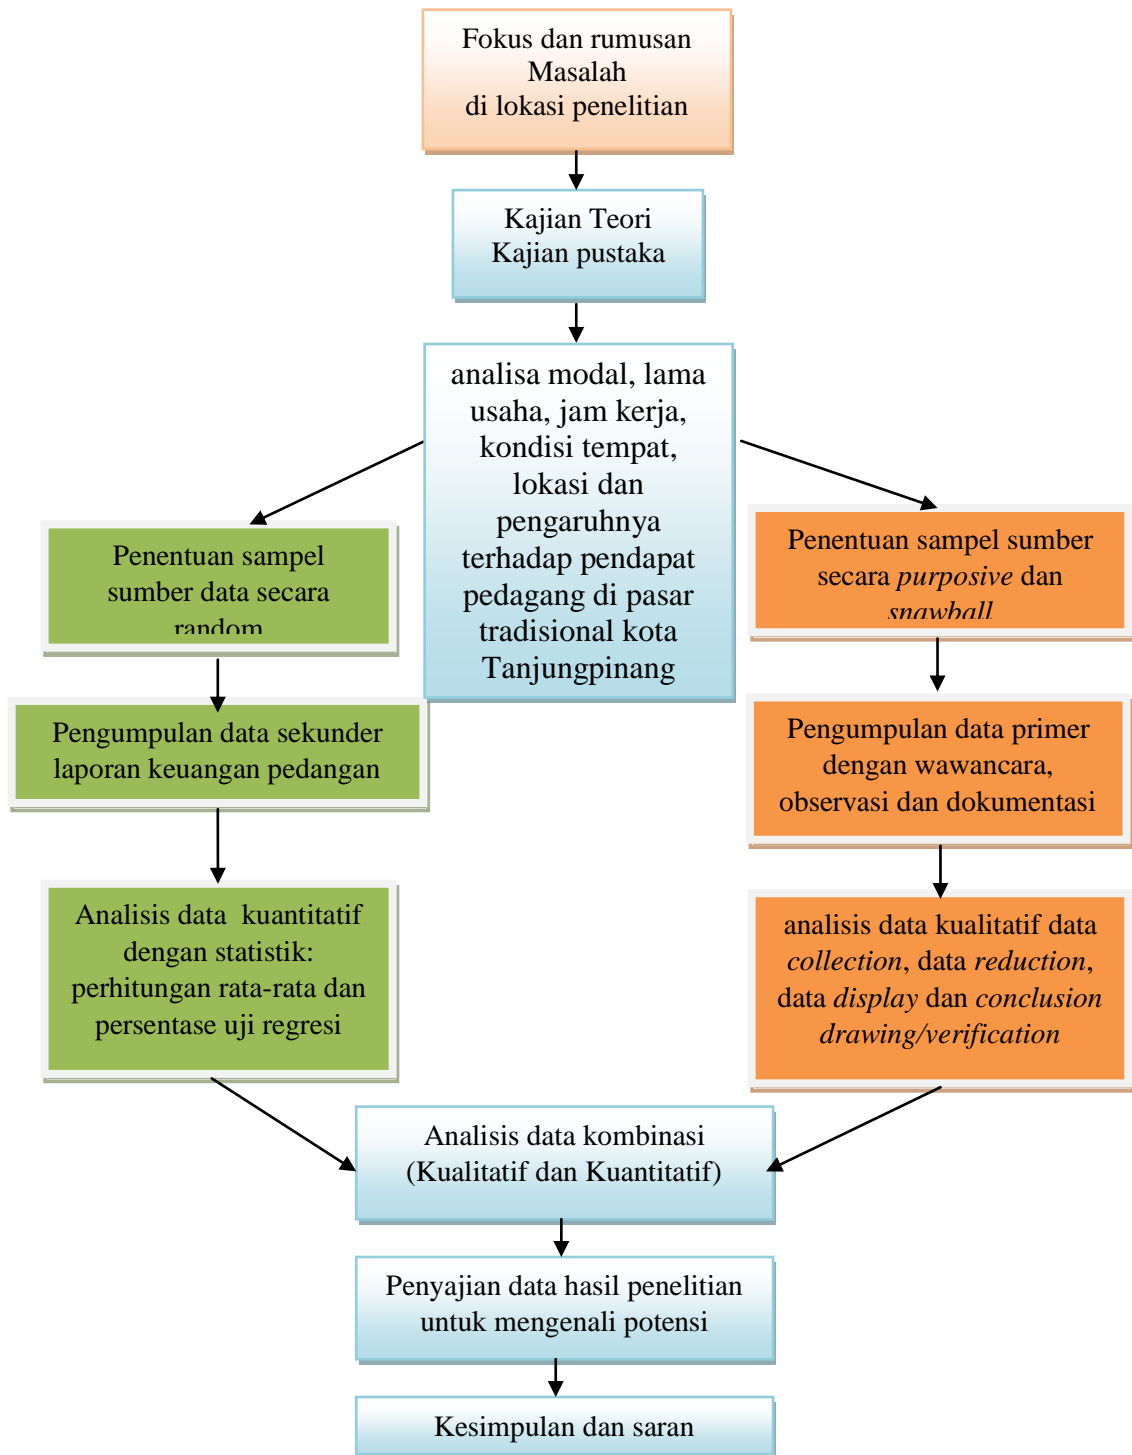 Fokus dan rumusan
Masalah
di lokasi penelitian
Kajian Teori
Kajian pustaka
analisa modal, lama
usaha, jam kerja,
kondisi tempat,
lokasi dan
pengaruhnya
terhadap pendapat
pedagang di pasar
tradisional kota
Tanjungpinang
Penentuan sampel
sumber data secara
random
Pengumpulan data sekunder
laporan keuangan pedangan
Analisis data kuantitatif
dengan statistik:
perhitungan rata-rata dan
persentase uji regresi
Penentuan sampel sumber
secara purposive dan
snawball
Pengumpulan data primer
dengan wawancara,
observasi dan dokumentasi
analisis data kualitatif data
collection, data reduction,
data display dan conclusion
drawing/verification
Analisis data kombinasi
(Kualitatif dan Kuantitatif)
Penyajian data hasil penelitian
untuk mengenali potensi
Kesimpulan dan saran